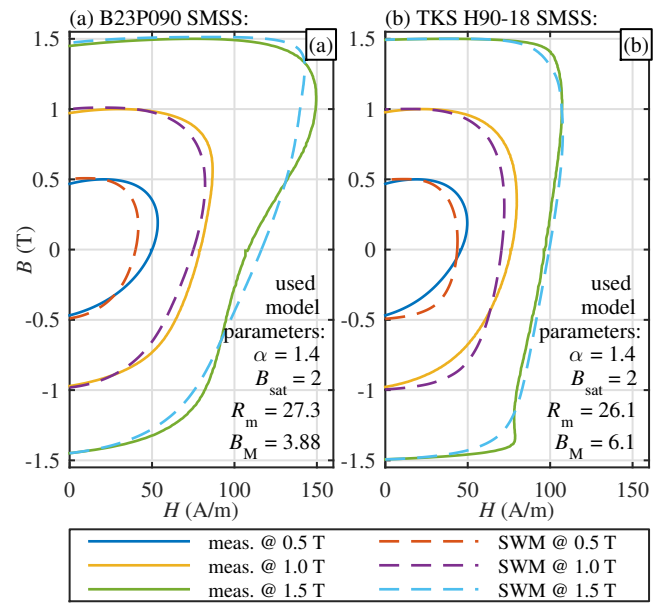 (a) B23P090 SMSS:
(a)
1.5
1
0.5
0
-0.5
-1
-1.5
B (T)
0
50
100
150
H (A/m)
used
model
parameters:
α = 1.4
B_sat = 2
R_m = 27.3
B_M = 3.88
(b) TKS H90-18 SMSS:
(b)
1.5
1
0.5
0
-0.5
-1
-1.5
0
50
100
150
H (A/m)
used
model
parameters:
α = 1.4
B_sat = 2
R_m = 26.1
B_M = 6.1
meas. @ 0.5 T
meas. @ 1.0 T
meas. @ 1.5 T
SWM @ 0.5 T
SWM @ 1.0 T
SWM @ 1.5 T